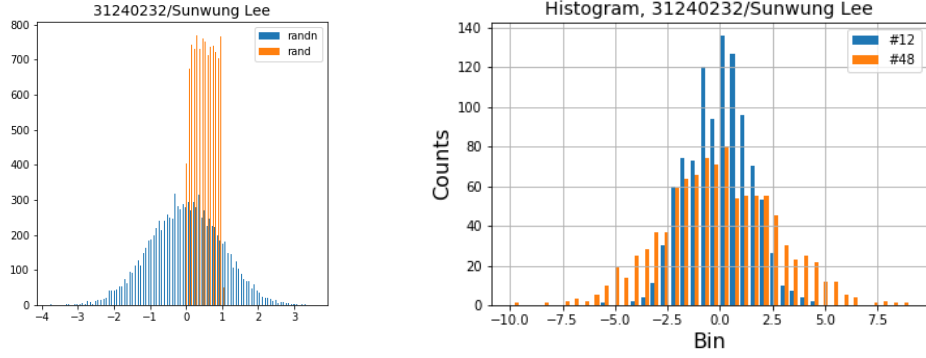 31240232/Sunwung Lee
randn
rand
800
700
600
500
400
300
200
100
0
−4 −3 −2 −1 0 1 2 3
Histogram, 31240232/Sunwung Lee
#12
#48
Counts
140
120
100
80
60
40
20
0
−10.0 −7.5 −5.0 −2.5 0.0 2.5 5.0 7.5
Bin